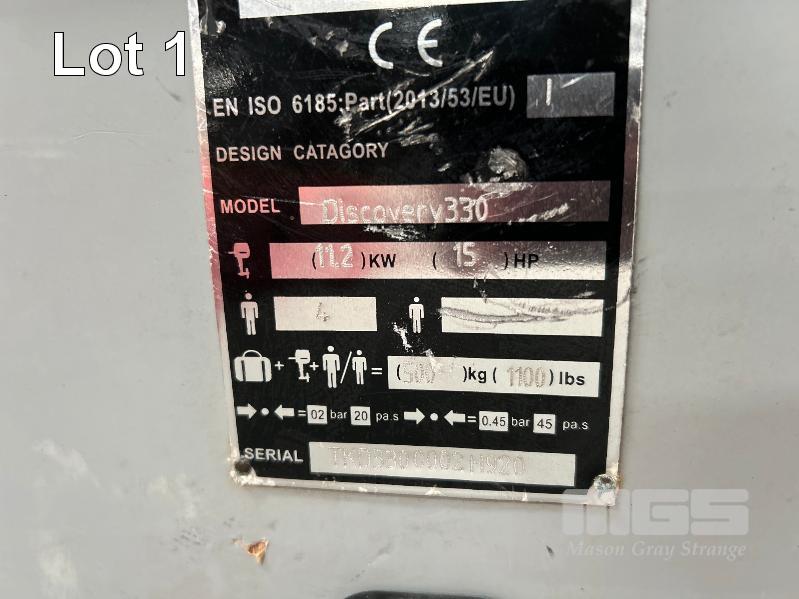 Lot 1
CE
EN ISO 6185:Part(2013/53/EU) I
DESIGN CATAGORY
MODEL Discovery330
(11.2)KW (15)HP
4
+ + / = (500)kg (1100)lbs
=02 bar 20 pa.s =0.45 bar 45 pa.s
SERIAL
MGS
Mason Gray Strange